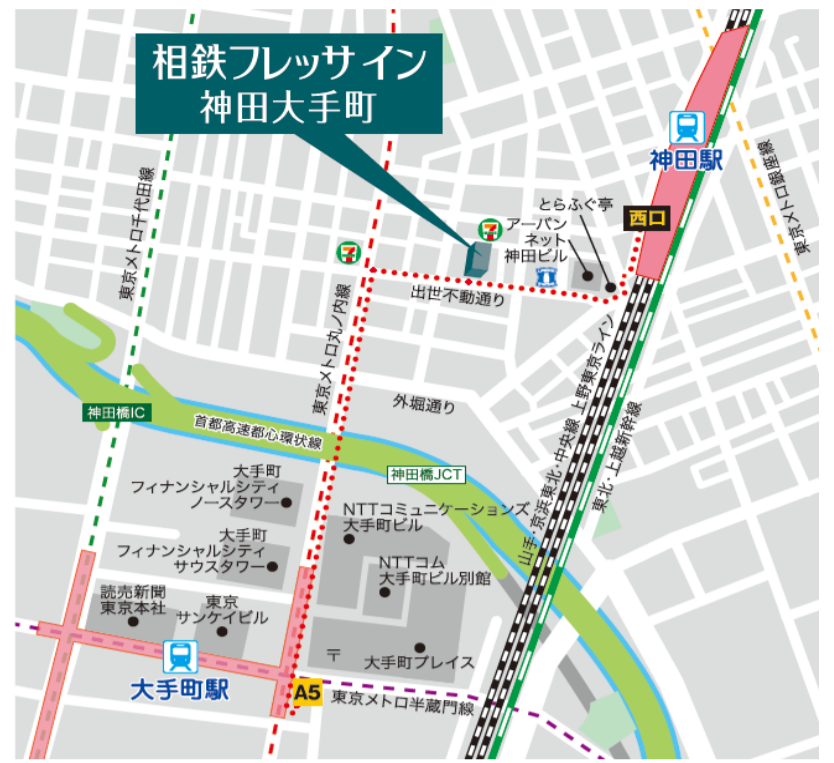 相鉄フレッサイン
神田大手町
神田駅
西口
とらふぐ亭
アーバン
ネット
神田ビル
7
7
LAWSON
出世不動通り
東京メトロ千代田線
東京メトロ丸ノ内線
東京メトロ銀座線
外堀通り
神田橋IC
首都高速都心環状線
神田橋JCT
山手・京浜東北・中央線 上野東京ライン
東北・上越新幹線
大手町
フィナンシャルシティ
ノースタワー
NTTコミュニケーションズ
大手町ビル
大手町
フィナンシャルシティ
サウスタワー
NTTコム
大手町ビル別館
読売新聞
東京本社
東京
サンケイビル
〒
大手町プレイス
大手町駅
A5
東京メトロ半蔵門線